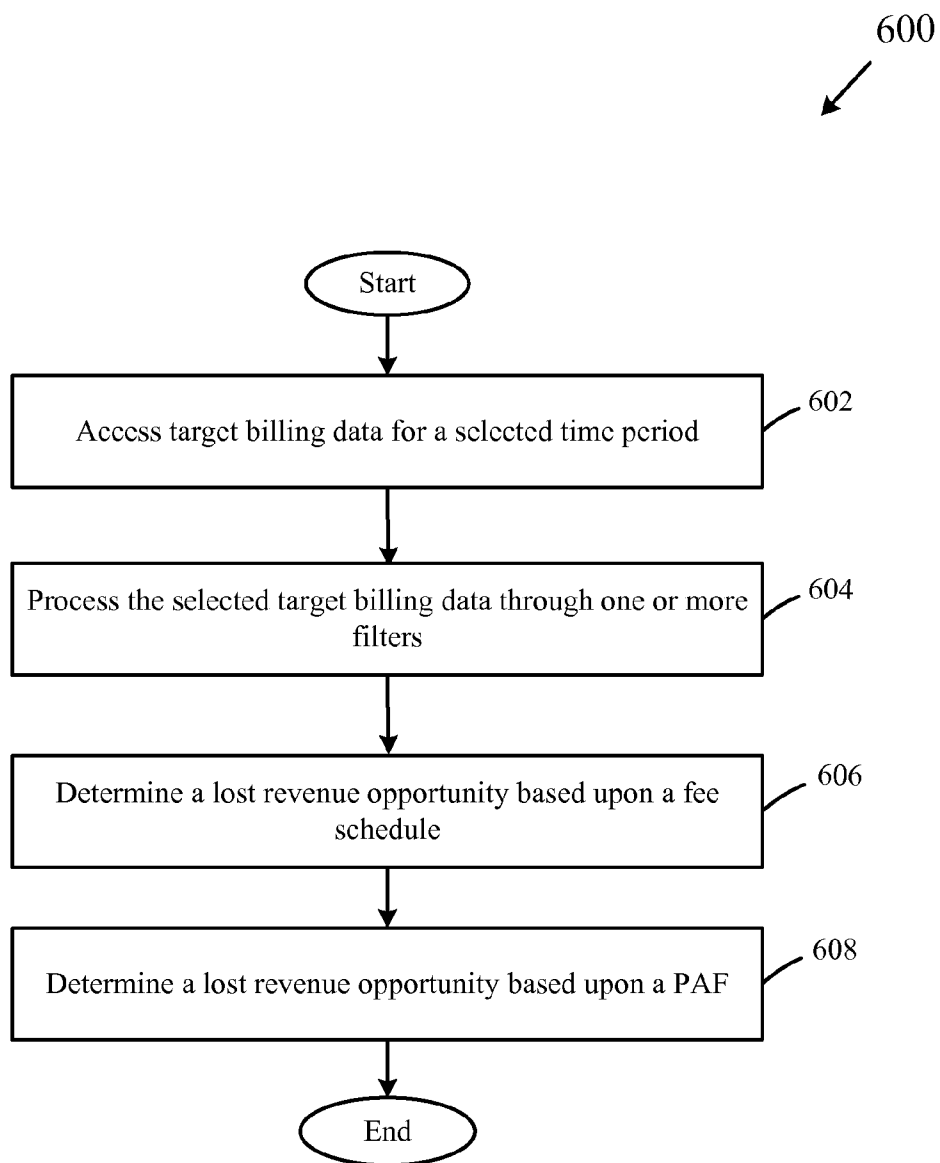 600
Start
Access target billing data for a selected time period
602
Process the selected target billing data through one or more
filters
604
Determine a lost revenue opportunity based upon a fee
schedule
606
Determine a lost revenue opportunity based upon a PAF
608
End